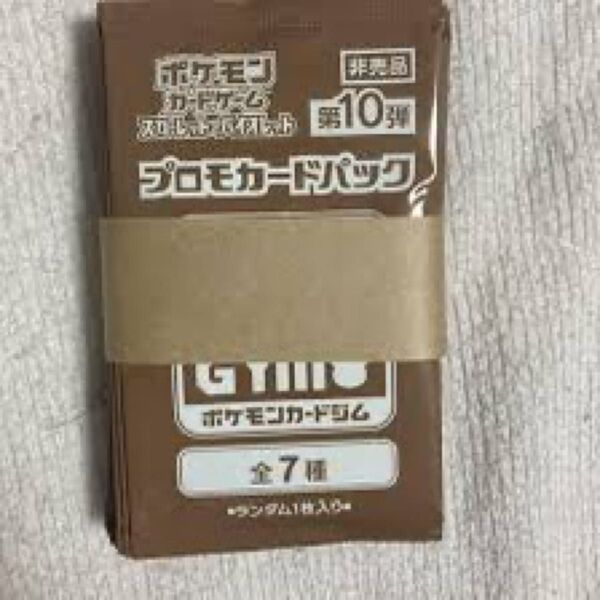 ポケモン
カードゲーム
スカーレット&バイオレット
非売品
第10弾
プロモカードパック
GYM
ポケモンカードジム
全7種
•ランダム1枚入り•